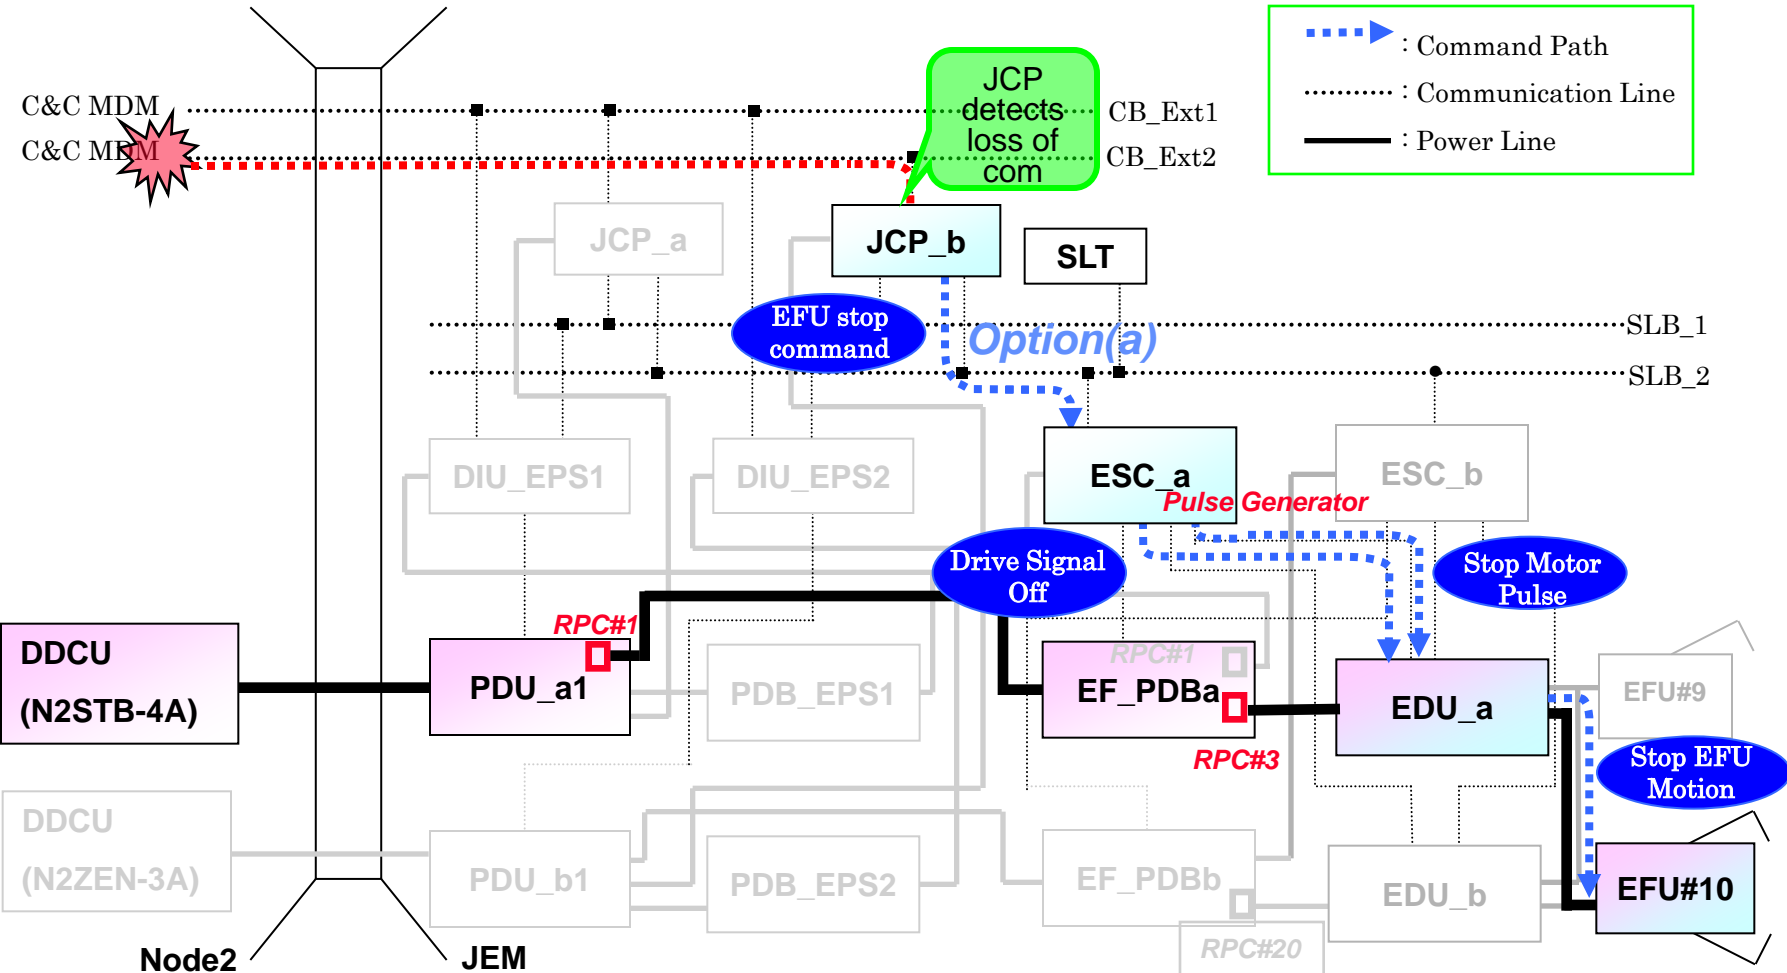 : Command Path
: Communication Line
: Power Line
JCP
detects
loss of
com
C&C MDM
CB_Ext1
C&C MDM
CB_Ext2
JCP_a
JCP_b
SLT
EFU stop
command
Option(a)
SLB_1
SLB_2
DIU_EPS1
DIU_EPS2
ESC_a
ESC_b
Pulse Generator
Drive Signal
Off
Stop Motor
Pulse
RPC#1
DDCU
(N2STB-4A)
PDU_a1
PDB_EPS1
RPC#1
EF_PDBa
RPC#3
EDU_a
EFU#9
Stop EFU
Motion
DDCU
(N2ZEN-3A)
PDU_b1
PDB_EPS2
EF_PDBb
EDU_b
EFU#10
RPC#20
Node2
JEM